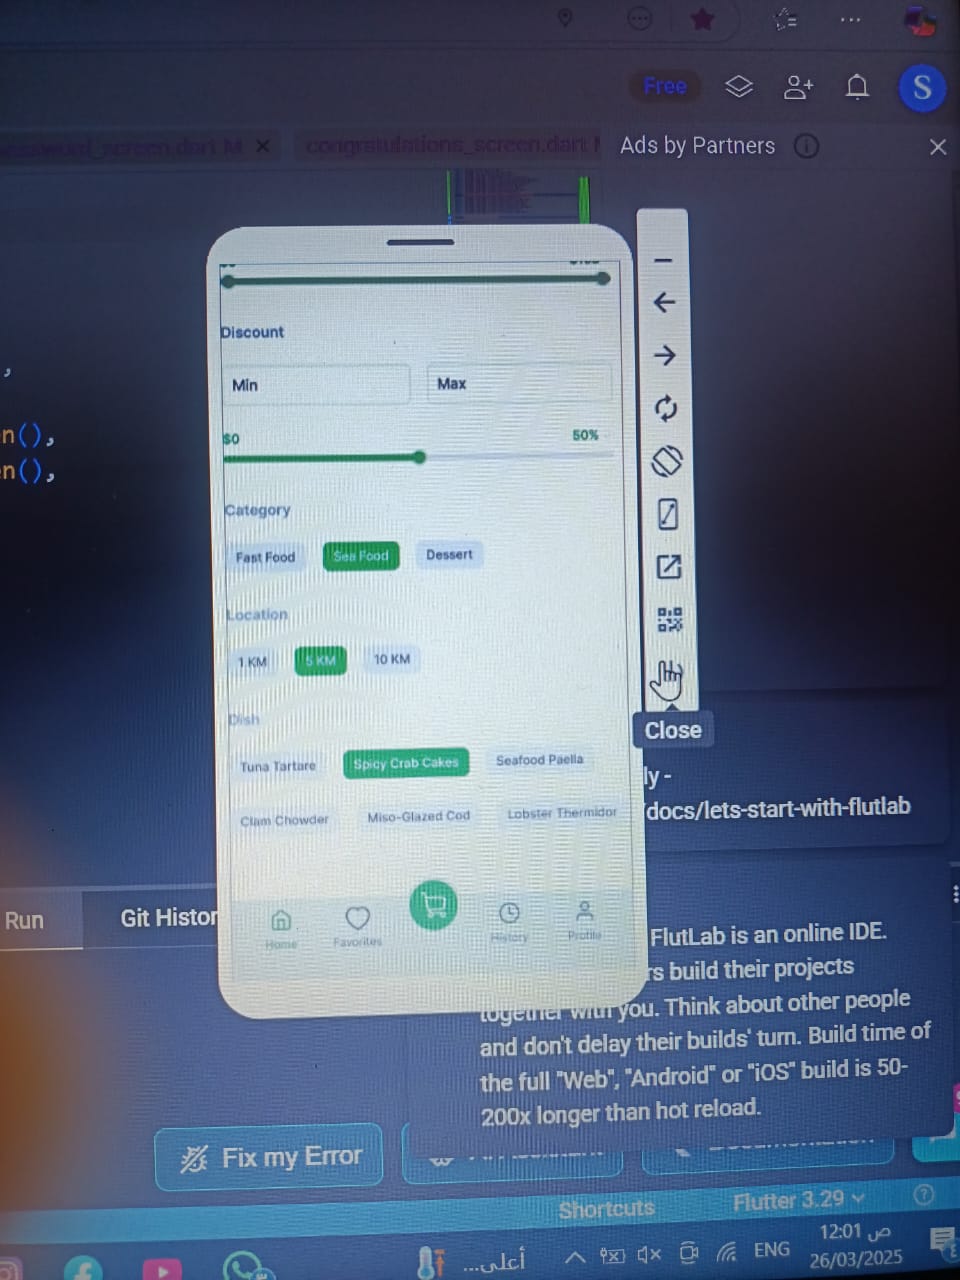 Free
S
congratulations_screen.dart
Ads by Partners
Discount
Min
Max
$0
50%
Category
Fast Food
Sea Food
Dessert
Location
1 KM
5 KM
10 KM
Dish
Tuna Tartare
Spicy Crab Cakes
Seafood Paella
Clam Chowder
Miso-Glazed Cod
Lobster Thermidor
Home
Favorites
History
Profile
n(),
n(),
Close
ly -
/docs/lets-start-with-flutlab
Run
Git Histor
FlutLab is an online IDE.
rs build their projects
together with you. Think about other people
and don't delay their builds' turn. Build time of
the full "Web", "Android" or "iOS" build is 50-
200x longer than hot reload.
Fix my Error
Shortcuts
Flutter 3.29
أعلى...
ENG
12:01 ص
26/03/2025